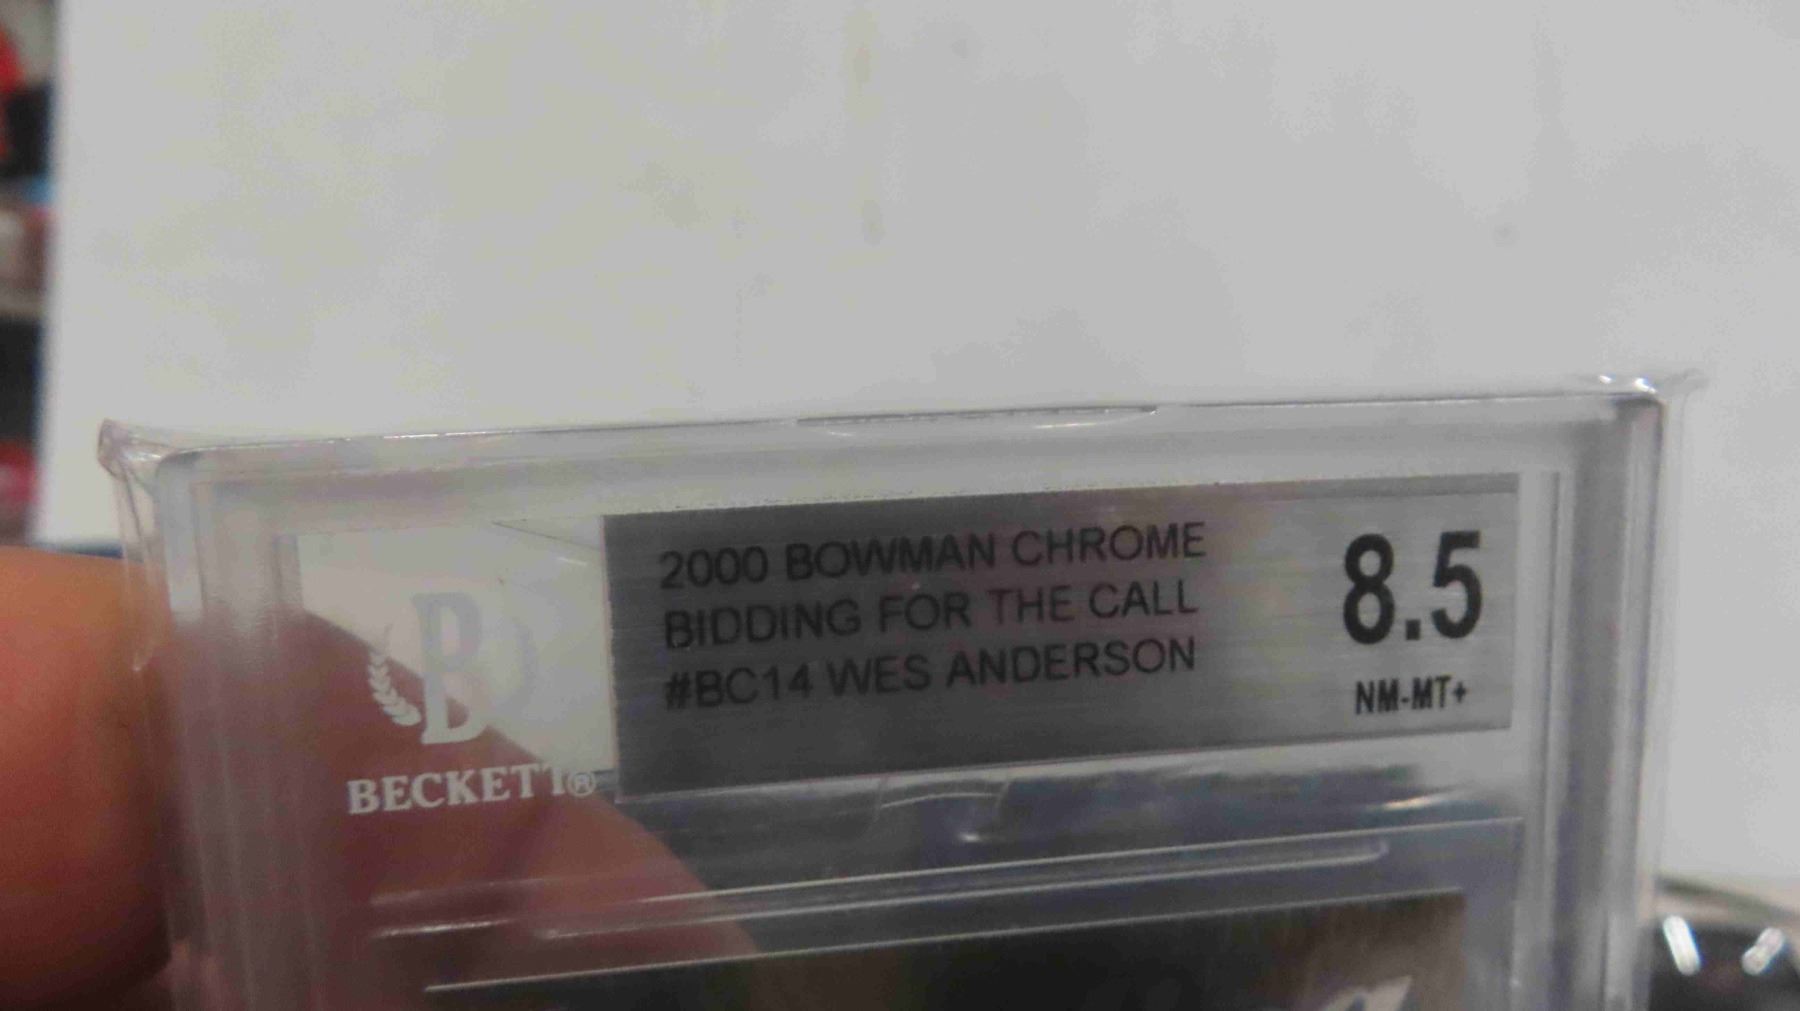 2000 BOWMAN CHROME
BIDDING FOR THE CALL
#BC14 WES ANDERSON
8.5
NM-MT+
B
BECKETT®